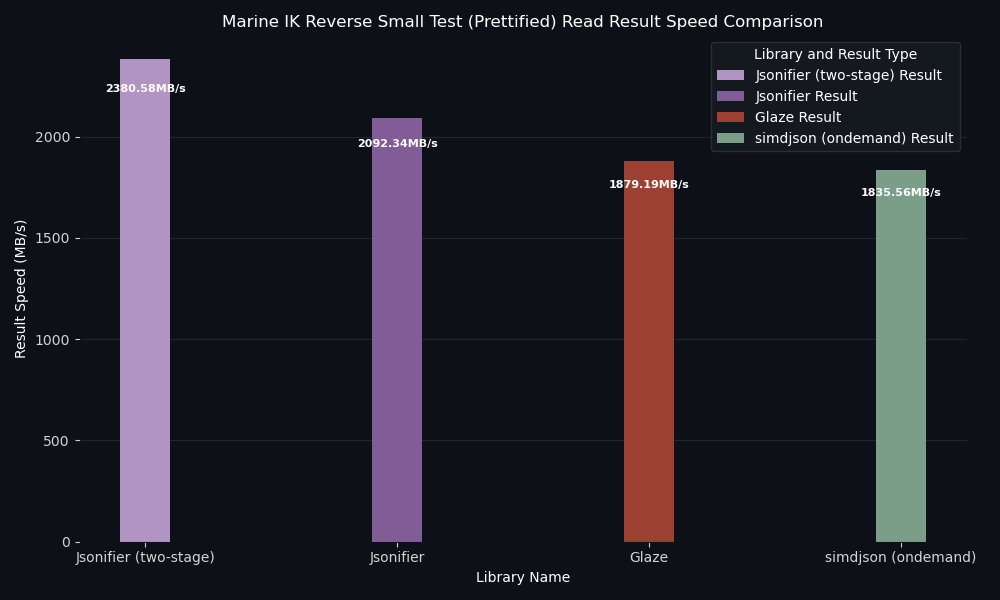 Marine IK Reverse Small Test (Prettified) Read Result Speed Comparison
Library and Result Type
Jsonifier (two-stage) Result
Jsonifier Result
Glaze Result
simdjson (ondemand) Result
2380.58MB/s
2092.34MB/s
1879.19MB/s
1835.56MB/s
Result Speed (MB/s)
2000
1500
1000
500
0
Jsonifier (two-stage)
Jsonifier
Glaze
simdjson (ondemand)
Library Name